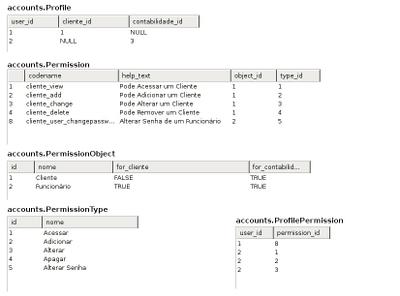 accounts.Profile
user_id cliente_id contabilidade_id
1 1 NULL
2 NULL 3
accounts.Permission
codename help_text object_id type_id
1 cliente_view Pode Acessar um Cliente 1 1
2 cliente_add Pode Adicionar um Cliente 1 2
3 cliente_change Pode Alterar um Cliente 1 3
4 cliente_delete Pode Remover um Cliente 1 4
8 cliente_user_changepassw... Alterar Senha de um Funcionário 2 5
accounts.PermissionObject
id nome for_cliente for_contabilid...
1 Cliente FALSE TRUE
2 Funcionário TRUE TRUE
accounts.PermissionType
id nome
1 Acessar
2 Adicionar
3 Alterar
4 Apagar
5 Alterar Senha
accounts.ProfilePermission
user_id permission_id
1 8
2 1
2 2
2 3